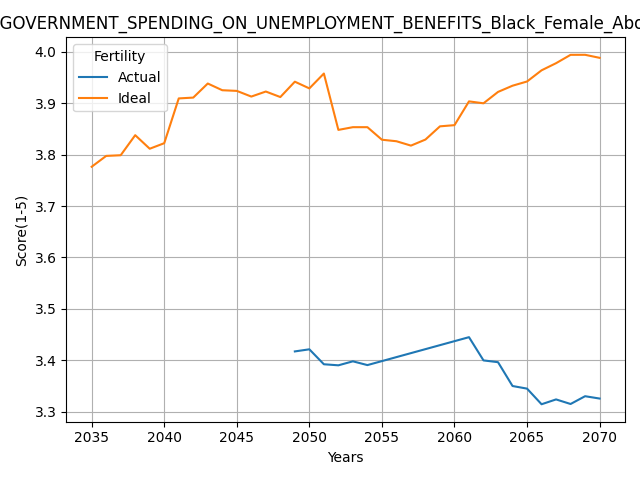 GOVERNMENT_SPENDING_ON_UNEMPLOYMENT_BENEFITS_Black_Female_Abo
Fertility
Actual
Ideal
Score(1-5)
4.0
3.9
3.8
3.7
3.6
3.5
3.4
3.3
2035 2040 2045 2050 2055 2060 2065 2070
Years